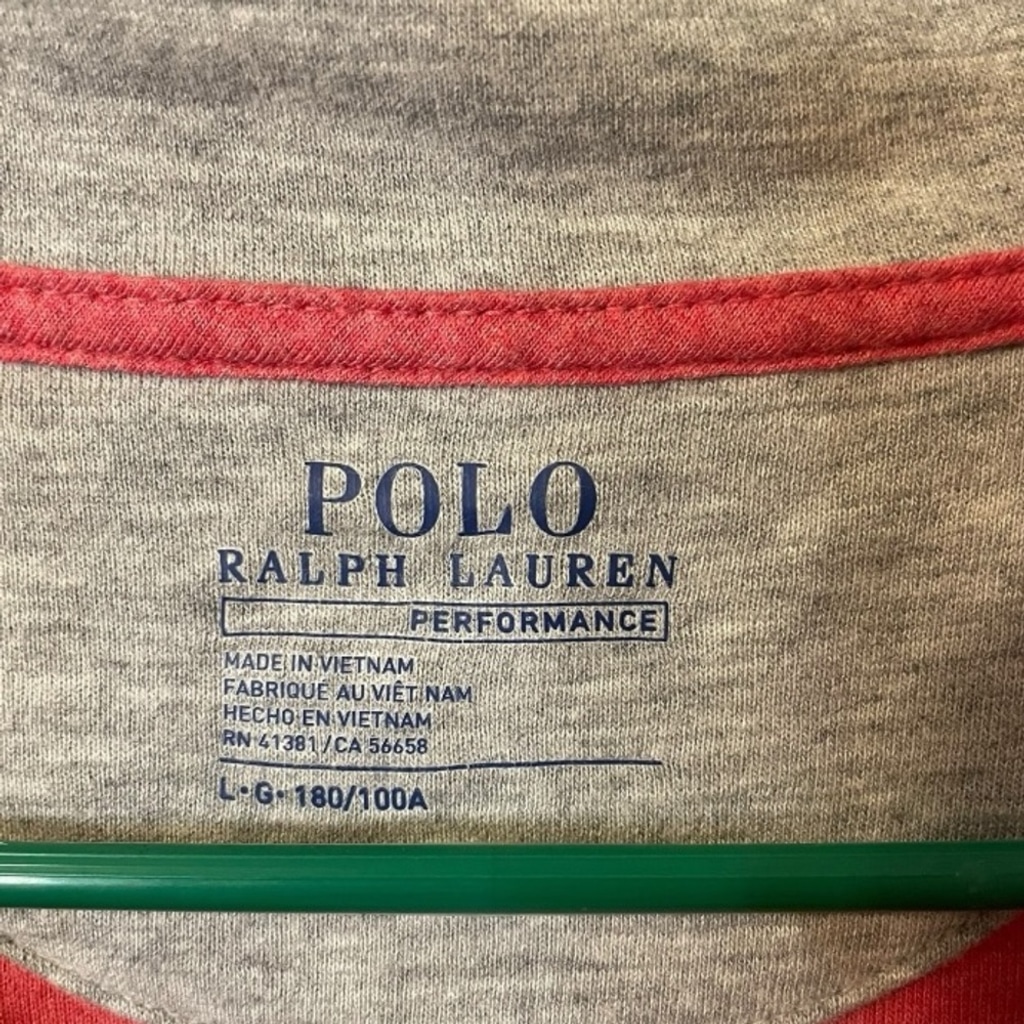 POLO
RALPH LAUREN
PERFORMANCE
MADE IN VIETNAM
FABRIQUÉ AU VIÊT NAM
HECHO EN VIETNAM
RN 41381/CA 56658
L·G· 180/100A